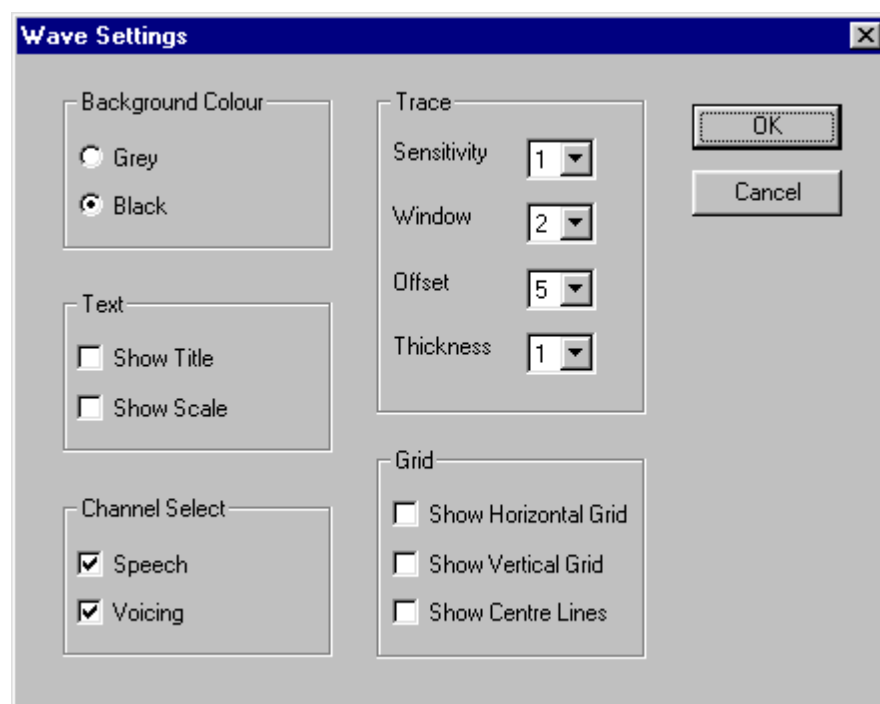 Wave Settings
Background Colour
Grey
Black
Text
Show Title
Show Scale
Channel Select
Speech
Voicing
Trace
Sensitivity 1
Window 2
Offset 5
Thickness 1
Grid
Show Horizontal Grid
Show Vertical Grid
Show Centre Lines
OK
Cancel